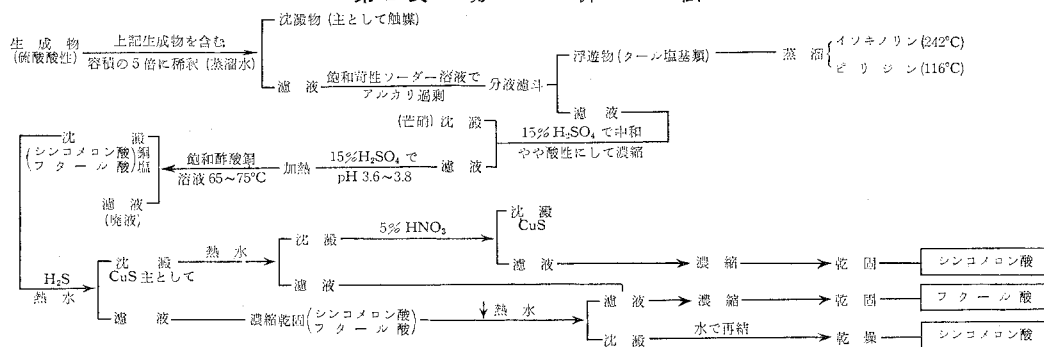 沈澱物 (主として触媒)
生成物 上記生成物を含む
(硫酸酸性) 容積の5倍に稀釈 (蒸溜水)
浮遊物 (タール塩基類) 蒸溜 イソキノリン (242°C)
ピリジン (116°C)
濾液 飽和苛性ソーダー溶液で 分液濾斗
アルカリ過剰
濾液
(芒硝) 沈澱 15% H₂SO₄ で中和
やや酸性にして濃縮
沈澱
(シンコメロン酸 フタール酸) 銅塩 飽和酢酸銅 加熱 15%H₂SO₄ で 濾液
溶液 65~75°C pH 3.6~3.8
濾液
(廃液)
沈澱 5% HNO₃ 沈澱
CuS
H₂S 沈澱 熱水
熱水 CuS 主として
濾液 濃縮 乾固 シンコメロン酸
濾液
濾液 濃縮 乾固 フタール酸
濾液 濃縮乾固 (シンコメロン酸 フタール酸) 熱水
沈澱 水で再結 乾燥 シンコメロン酸